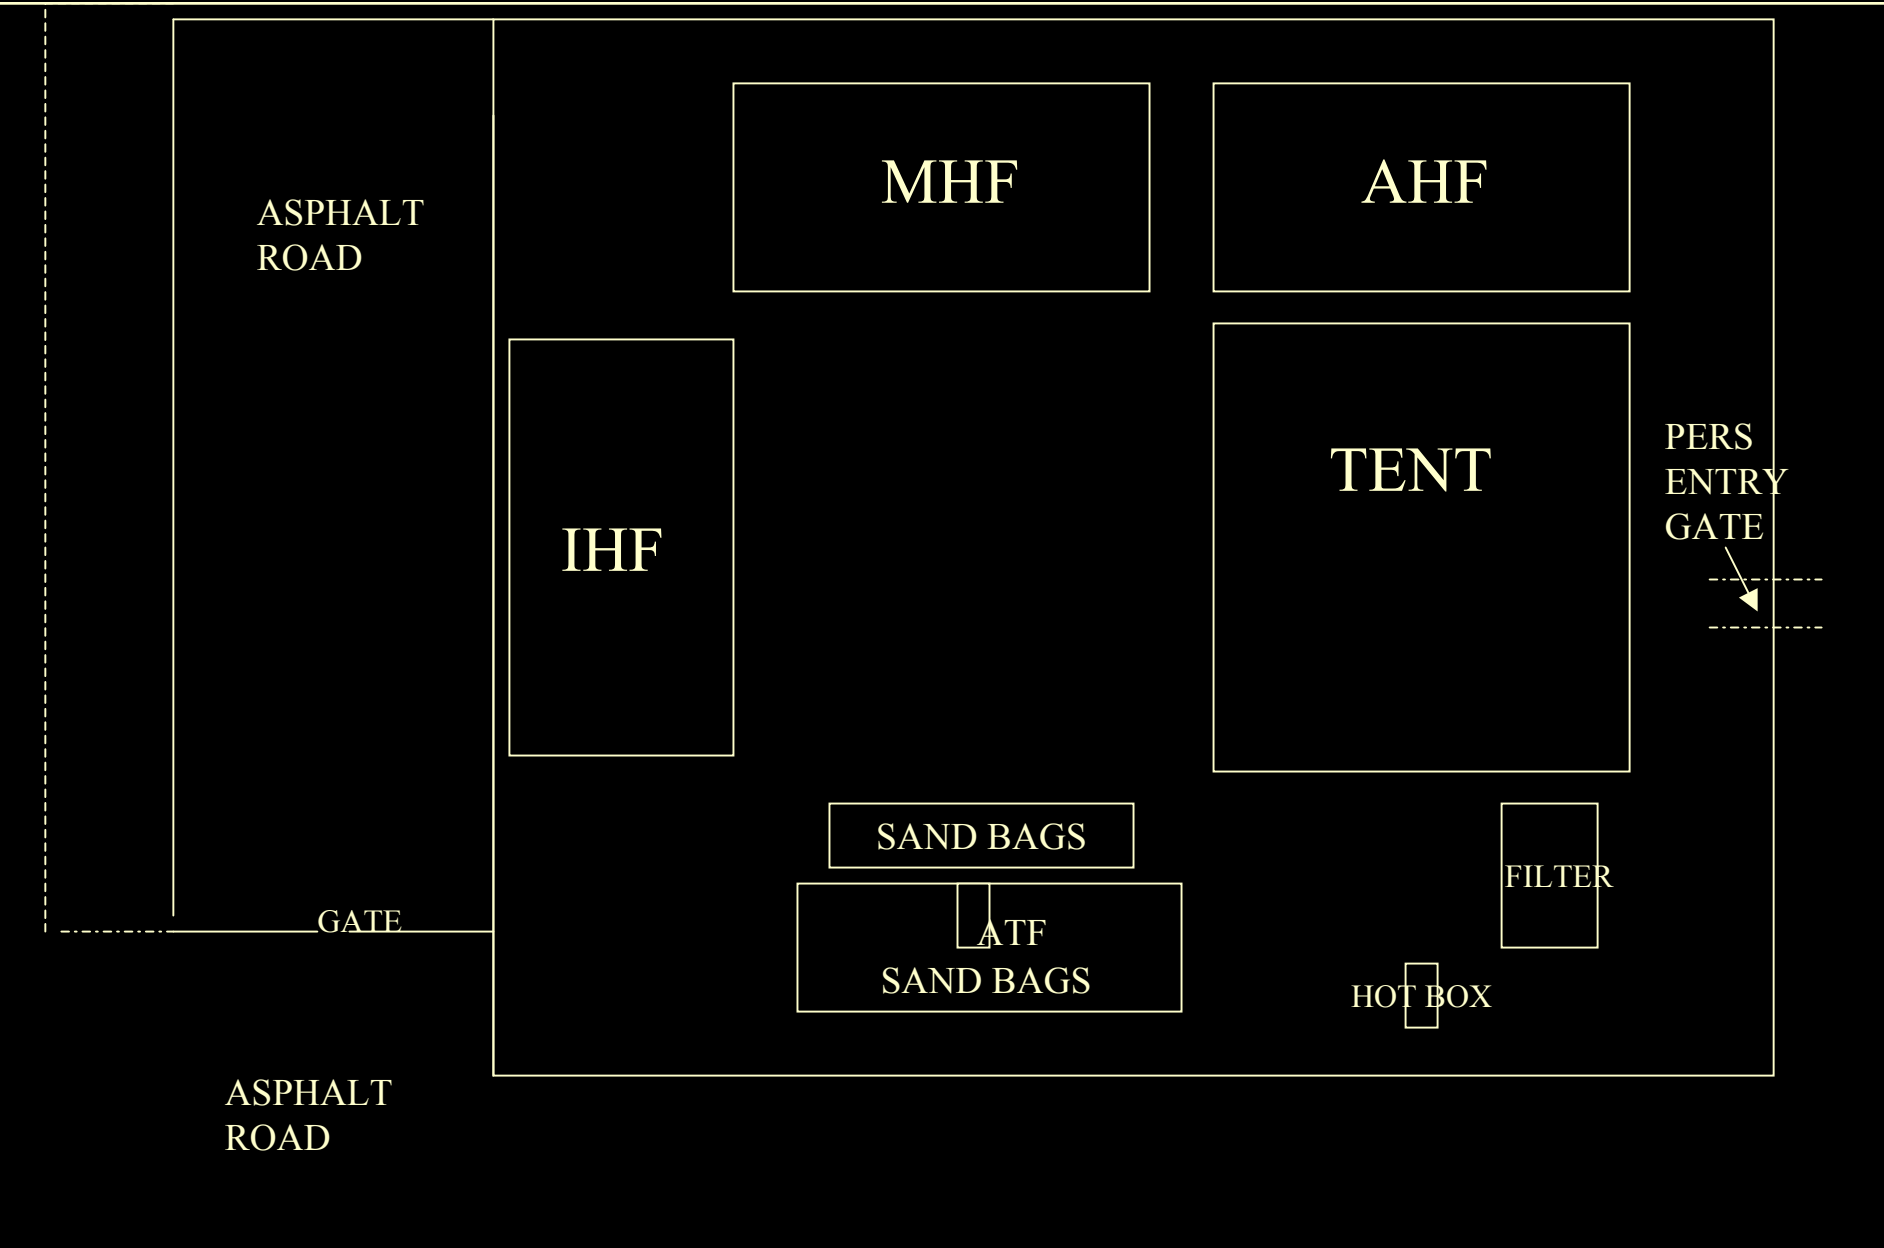 MHF
AHF
ASPHALT
ROAD
PERS
ENTRY
GATE
TENT
IHF
SAND BAGS
FILTER
GATE
ATF
SAND BAGS
HOT BOX
ASPHALT
ROAD